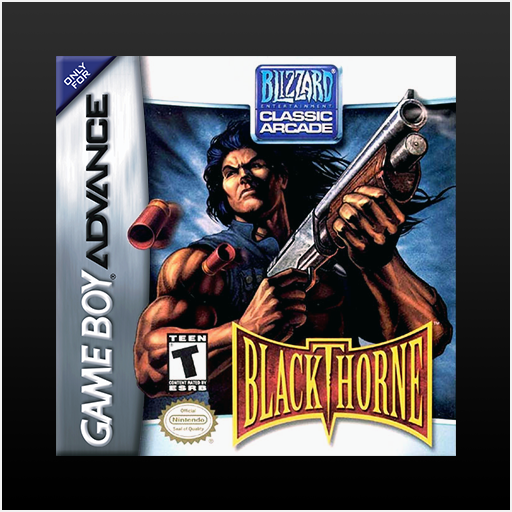 ONLY
FOR
GAME BOY ADVANCE
BLIZZARD
ENTERTAINMENT
CLASSIC
ARCADE
TEEN
T
CONTENT RATED BY
ESRB
Official
Nintendo
Seal of Quality
BLACKTHORNE
™